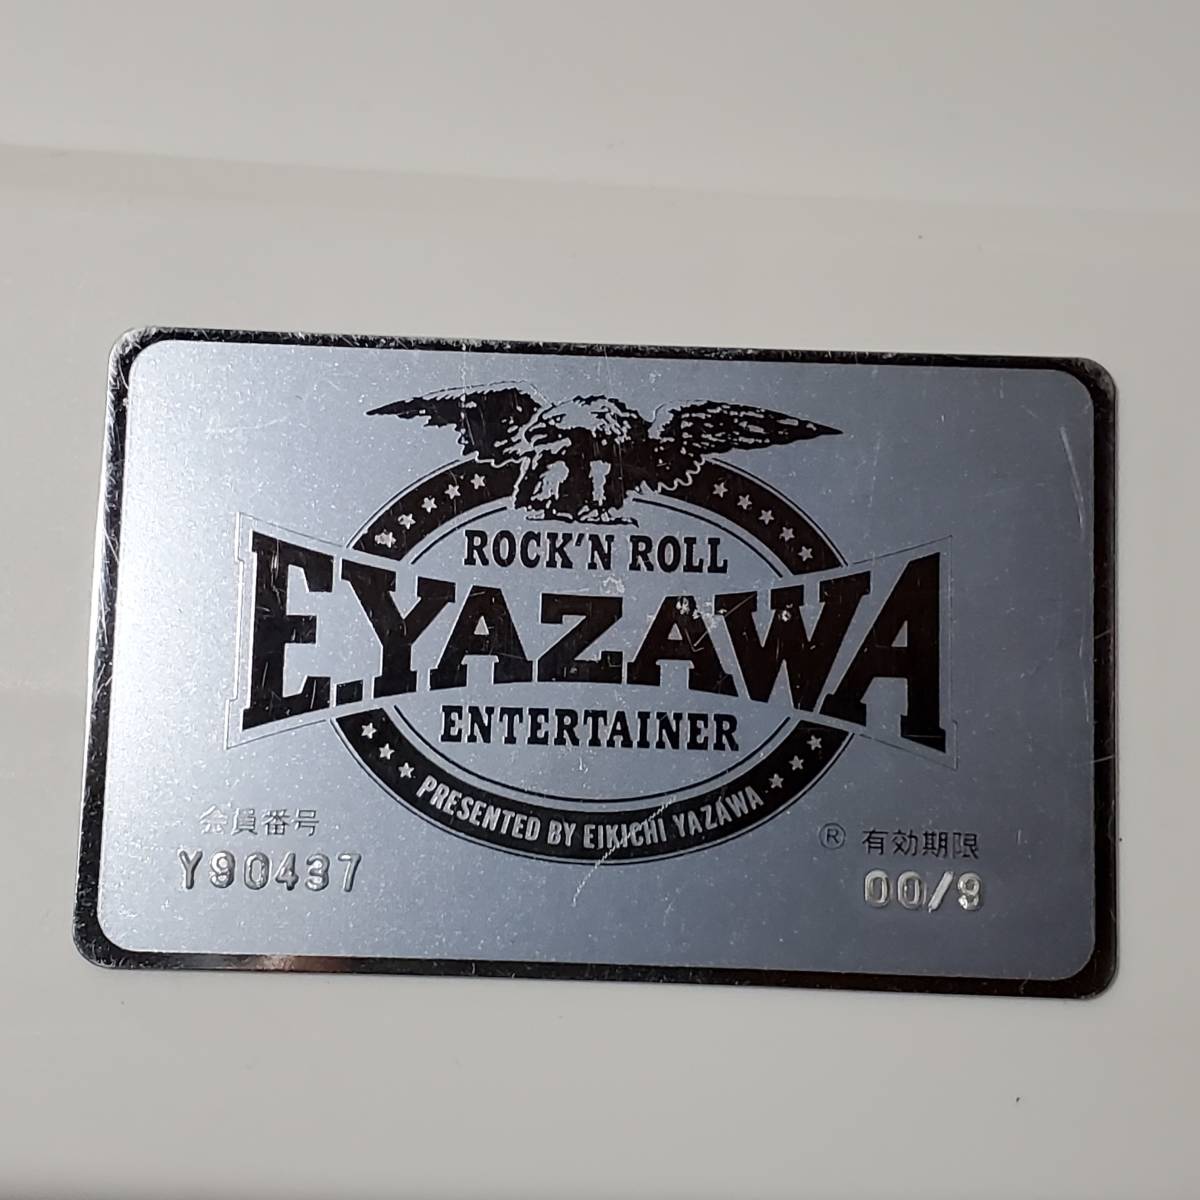 ROCK'N ROLL
E.YAZAWA
ENTERTAINER
PRESENTED BY EIKICHI YAZAWA
会員番号
Y90437
® 有効期限
00/9